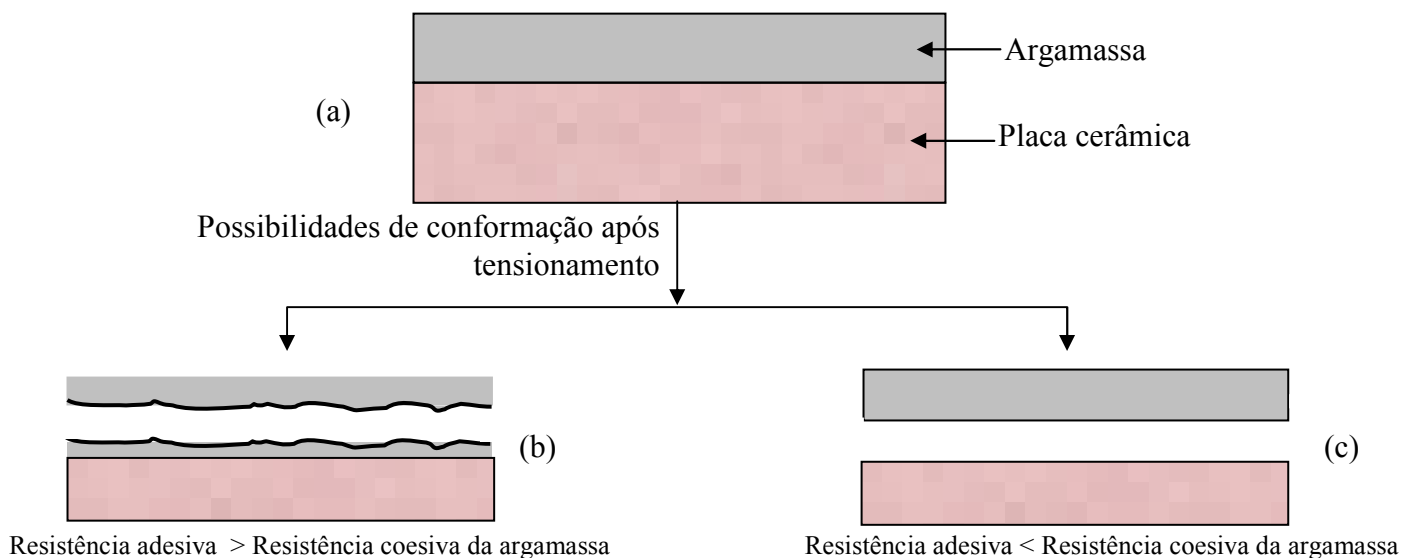 Argamassa
(a)
Placa cerâmica
Possibilidades de conformação após
tensionamento
(b)
(c)
Resistência adesiva > Resistência coesiva da argamassa
Resistência adesiva < Resistência coesiva da argamassa